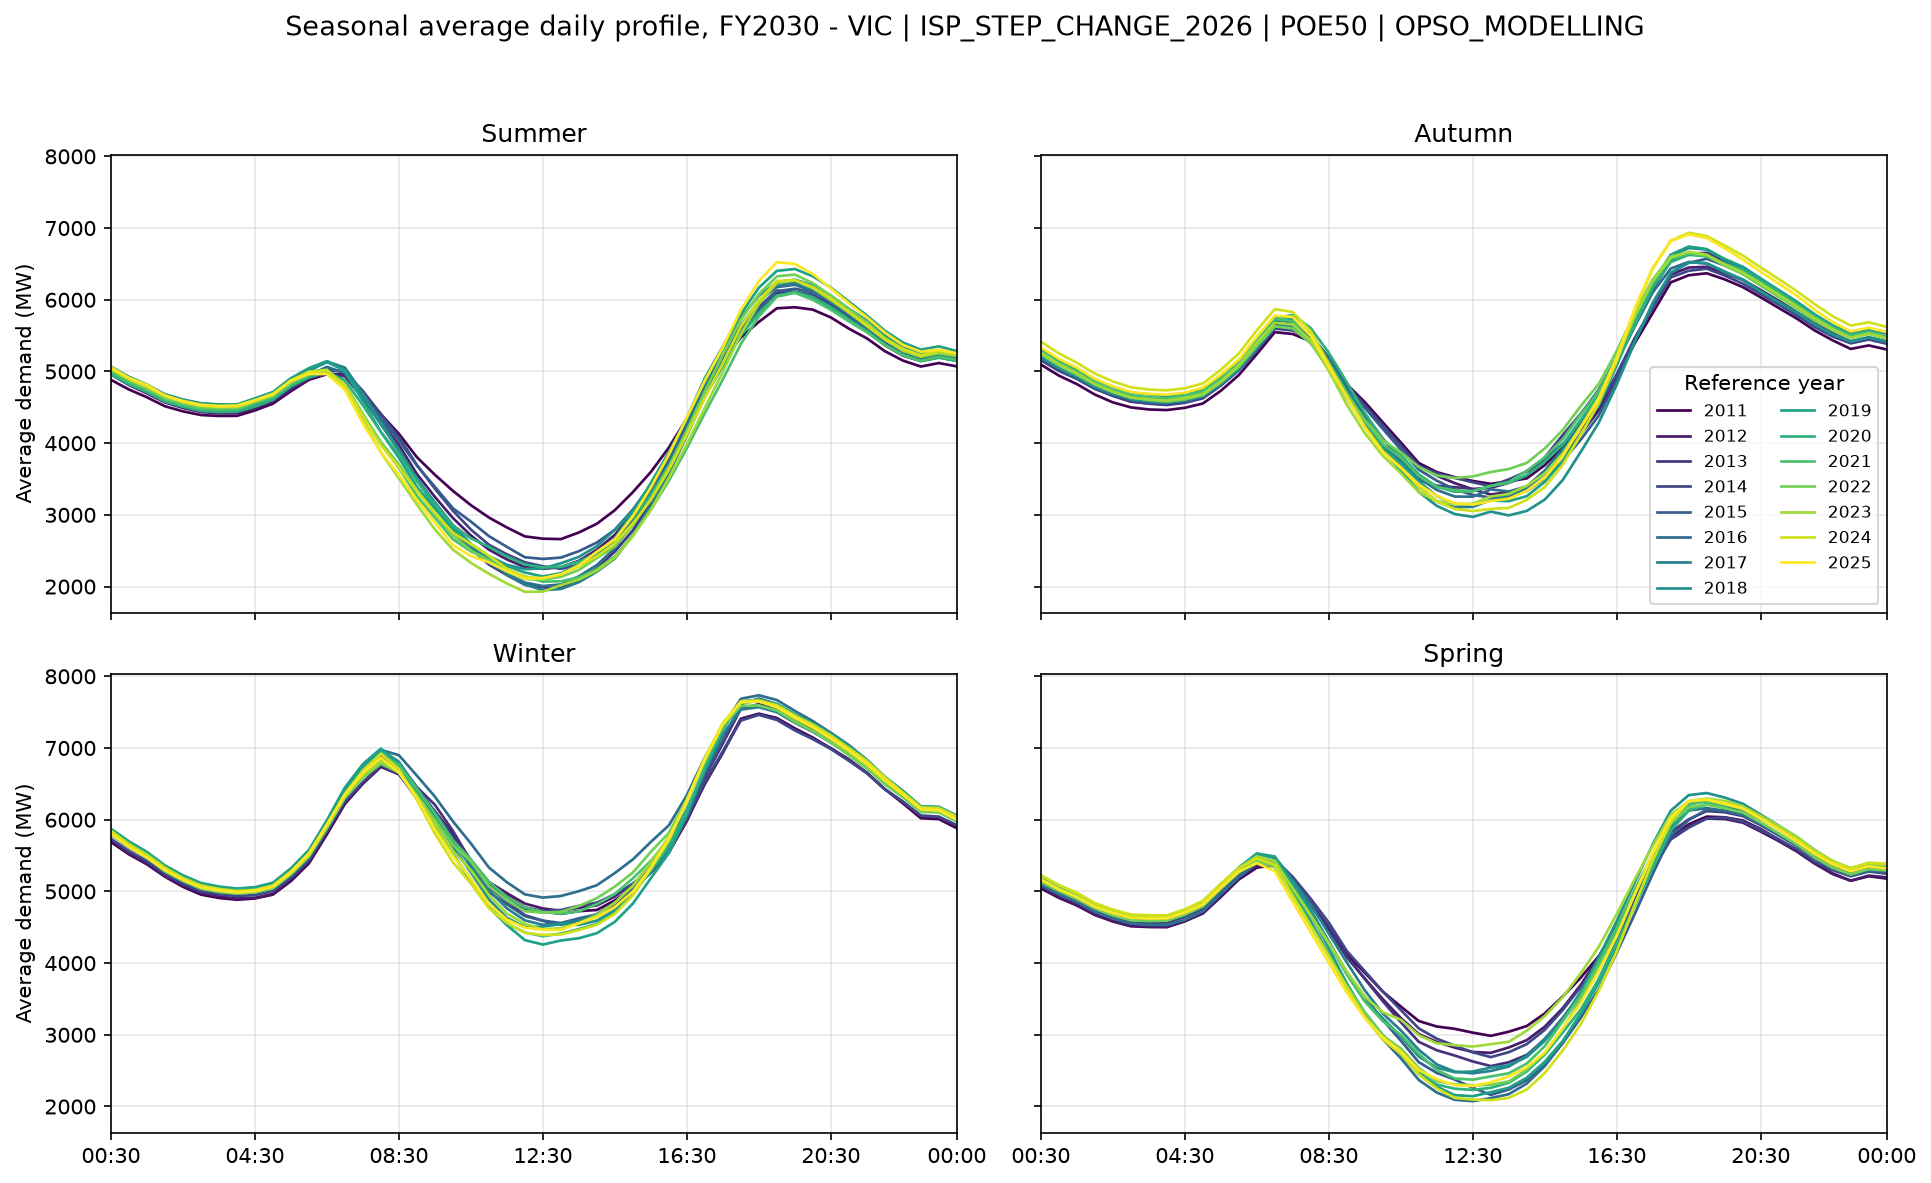 Seasonal average daily profile, FY2030 - VIC | ISP_STEP_CHANGE_2026 | POE50 | OPSO_MODELLING
Summer
Average demand (MW)
8000
7000
6000
5000
4000
3000
2000
Autumn
Reference year
2011
2012
2013
2014
2015
2016
2017
2018
2019
2020
2021
2022
2023
2024
2025
Winter
Average demand (MW)
8000
7000
6000
5000
4000
3000
2000
00:30 04:30 08:30 12:30 16:30 20:30 00:00
Spring
00:30 04:30 08:30 12:30 16:30 20:30 00:00